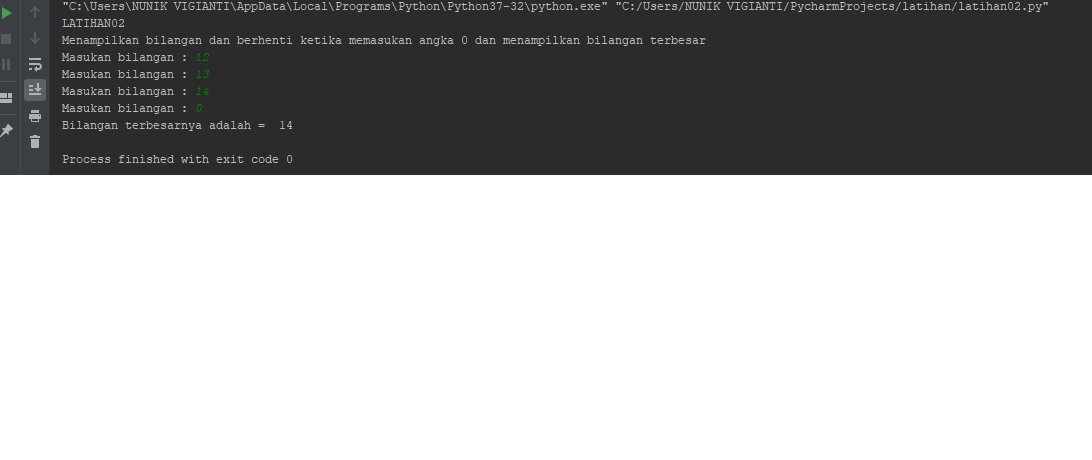 "C:\Users\NUNIK VIGIANTI\AppData\Local\Programs\Python\Python37-32\python.exe" "C:/Users/NUNIK VIGIANTI/PycharmProjects/latihan/latihan02.py"
LATIHAN02
Menampilkan bilangan dan berhenti ketika memasukan angka 0 dan menampilkan bilangan terbesar
Masukan bilangan : 12
Masukan bilangan : 13
Masukan bilangan : 14
Masukan bilangan : 0
Bilangan terbesarnya adalah =  14
Process finished with exit code 0